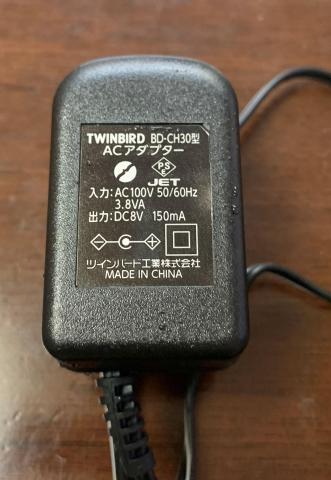 TWINBIRD BD-CH30型
ACアダプター
PSE
JET
入力:AC100V 50/60Hz
3.8VA
出力:DC8V 150mA
ツインバード工業株式会社
MADE IN CHINA